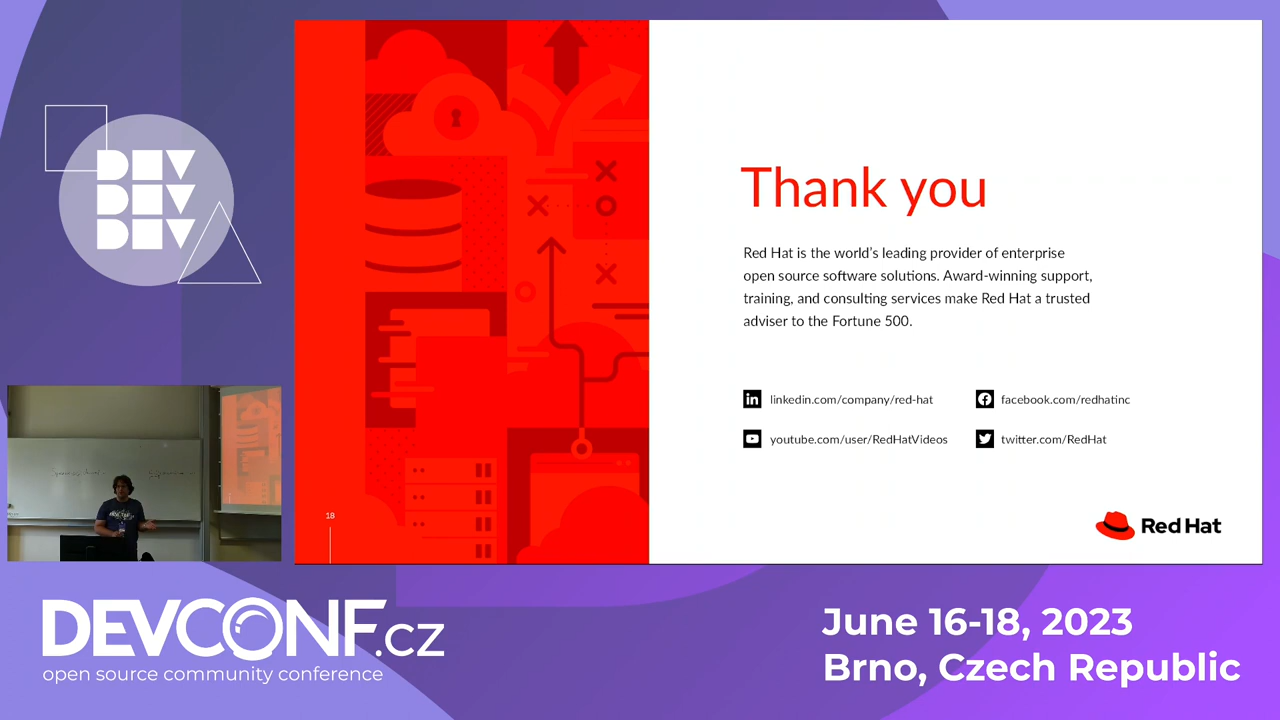 DEV
DEV
DEV
Thank you
Red Hat is the world's leading provider of enterprise
open source software solutions. Award-winning support,
training, and consulting services make Red Hat a trusted
adviser to the Fortune 500.
linkedin.com/company/red-hat
facebook.com/redhatinc
youtube.com/user/RedHatVideos
twitter.com/RedHat
18
Red Hat
DEVCONF.cz
open source community conference
June 16-18, 2023
Brno, Czech Republic